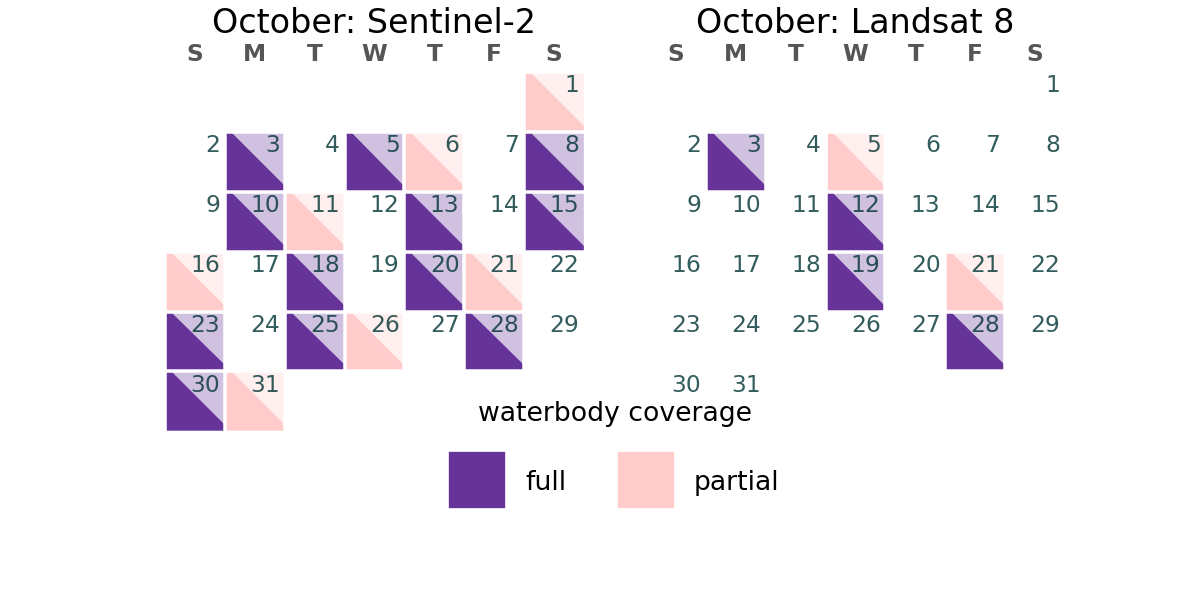 October: Sentinel-2
S M T W T F S
1
2 3 4 5 6 7 8
9 10 11 12 13 14 15
16 17 18 19 20 21 22
23 24 25 26 27 28 29
30 31
October: Landsat 8
S M T W T F S
1
2 3 4 5 6 7 8
9 10 11 12 13 14 15
16 17 18 19 20 21 22
23 24 25 26 27 28 29
30 31
waterbody coverage
full partial